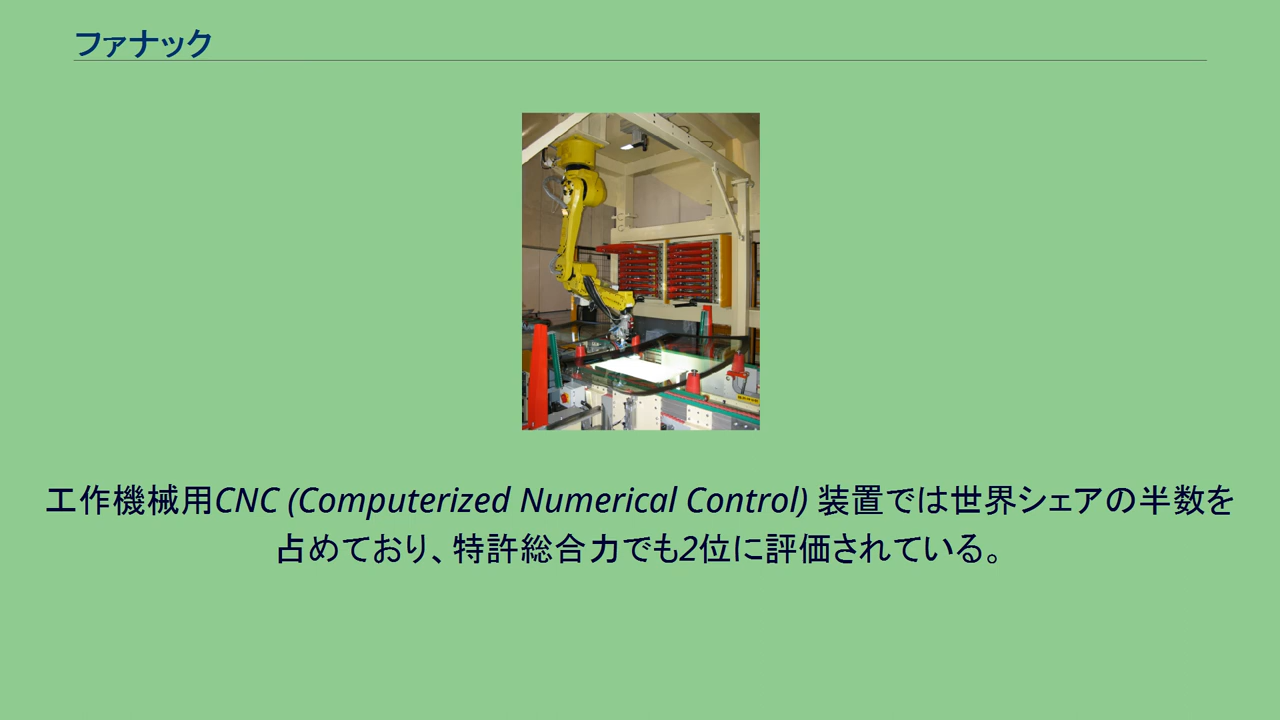 ファナック
工作機械用CNC (Computerized Numerical Control) 装置では世界シェアの半数を
占めており、特許総合力でも2位に評価されている。